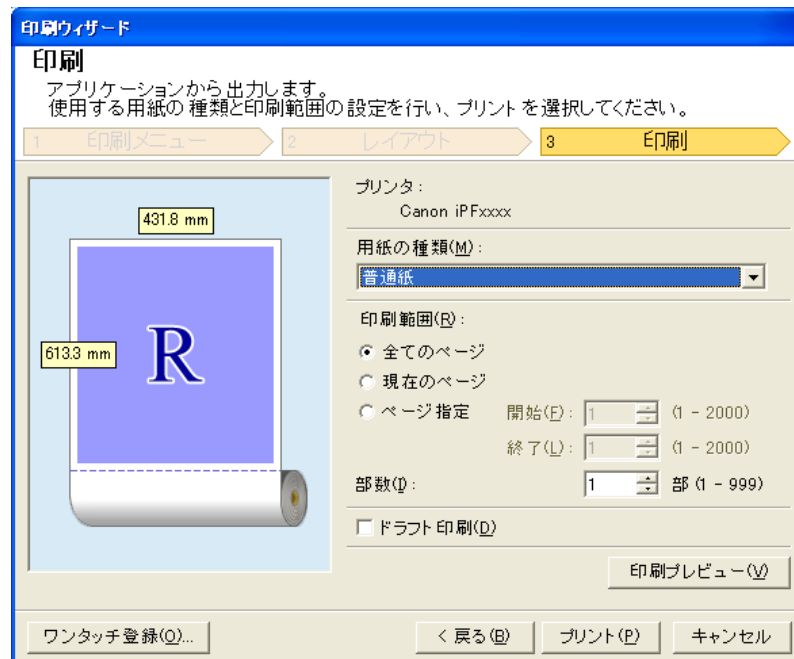 印刷ウィザード
印刷
アプリケーションから出力します。
使用する用紙の種類と印刷範囲の設定を行い、プリントを選択してください。
1 印刷メニュー 2 レイアウト 3 印刷
431.8 mm
613.3 mm
R
プリンタ:
Canon iPFxxxx
用紙の種類(M):
普通紙
印刷範囲(R):
全てのページ
現在のページ
ページ指定 開始(F): 1 (1 - 2000)
終了(L): 1 (1 - 2000)
部数(I): 1 部 (1 - 999)
ドラフト印刷(D)
印刷プレビュー(V)
ワンタッチ登録(O)... < 戻る(B) プリント(P) キャンセル